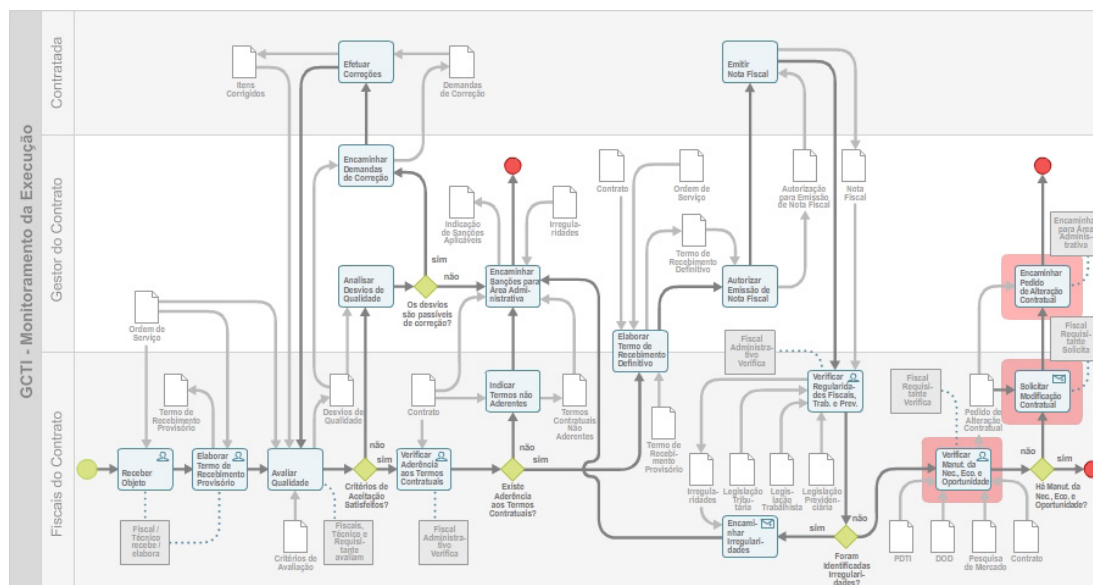 GCTI - Monitoramento da Execução
Contratada
Efetuar
Correções
Itens
Corrigidos
Demandas
de Correção
Emitir
Nota Fiscal
Gestor do Contrato
Encaminhar
Demandas
de Correção
Indicação
de Sanções
Aplicáveis
Irregula-
ridades
Contrato
Ordem de
Serviço
Autorização
para Emissão
de Nota Fiscal
Nota
Fiscal
Termo de
Recebimento
Definitivo
Encaminha
para Área
Adminis-
trativa
Analisar
Desvios de
Qualidade
sim
não
Os desvios
são passíveis
de correção?
Encaminhar
Sanções para
Área Admi-
nistrativa
Autorizar
Emissão de
Nota Fiscal
Encaminhar
Pedido
de Alteração
Contratual
Ordem de
Serviço
Elaborar
Termo de
Recebimento
Definitivo
Fiscal
Administra-
tivo
Verifica
Fiscal
Requisi-
tante
Solicita
Fiscais do Contrato
Termo de
Recebimento
Provisório
Desvios de
Qualidade
Contrato
Indicar
Termos não
Aderentes
Termos
Contratuais
Não Aderentes
Termo de
Recebi-
mento
Provisório
Verificar
Regularida-
des Fiscais,
Trab. e Prev.
Fiscal
Requisi-
tante
Verifica
Pedido de
Alteração
Contratual
Solicitar
Modificação
Contratual
Receber
Objeto
Elaborar
Termo de
Recebimento
Provisório
Avaliar
Qualidade
não
sim
Critérios de
Aceitação
Satisfeitos?
Verificar
Aderência
aos Termos
Contratuais
não
sim
Existe
Aderência
aos Termos
Contratuais?
Irregula-
ridades
Legislação
Tributária
Legis-
lação
Trabalhista
Legislação
Previden-
ciária
Verificar
Manut. da
Nec., Eco. e
Oportunidade
não
sim
Há Manut. da
Nec., Eco. e
Oportunidade?
Fiscal /
Técnico
recebe /
elabora
Critérios de
Avaliação
Fiscais,
Técnico e
Requisi-
tante
avaliam
Fiscal
Adminis-
trativo
Verifica
Encami-
nhar
Irregulari-
dades
sim
não
Foram
Identificadas
Irregulari-
dades?
PDTI
DOD
Pesquisa
de Mercado
Contrato